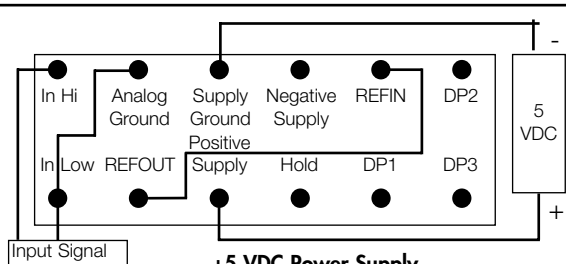 -
In Hi Analog Supply Negative REFIN DP2
Ground Ground Supply
Positive
In Low REFOUT Supply Hold DP1 DP3
5
VDC
+
Input Signal
+5 VDC Power Supply